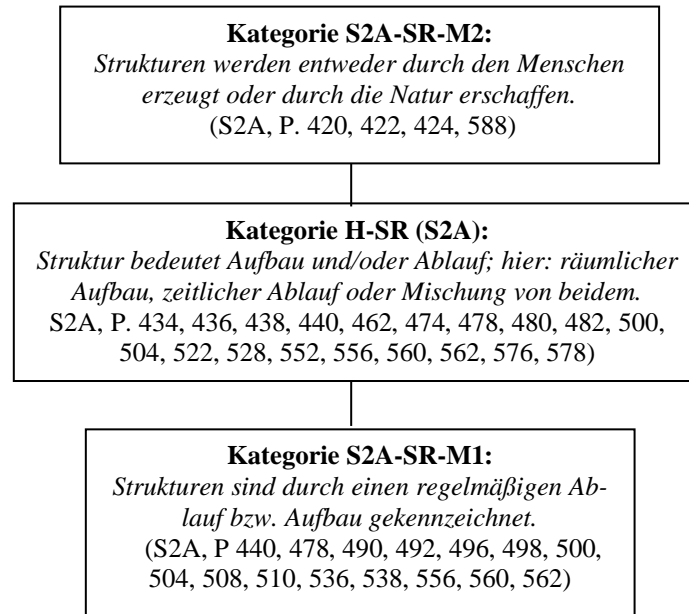 Kategorie S2A-SR-M2:
Strukturen werden entweder durch den Menschen
erzeugt oder durch die Natur erschaffen.
(S2A, P. 420, 422, 424, 588)
Kategorie H-SR (S2A):
Struktur bedeutet Aufbau und/oder Ablauf; hier: räumlicher
Aufbau, zeitlicher Ablauf oder Mischung von beidem.
S2A, P. 434, 436, 438, 440, 462, 474, 478, 480, 482, 500,
504, 522, 528, 552, 556, 560, 562, 576, 578)
Kategorie S2A-SR-M1:
Strukturen sind durch einen regelmäßigen Ab-
lauf bzw. Aufbau gekennzeichnet.
(S2A, P 440, 478, 490, 492, 496, 498, 500,
504, 508, 510, 536, 538, 556, 560, 562)